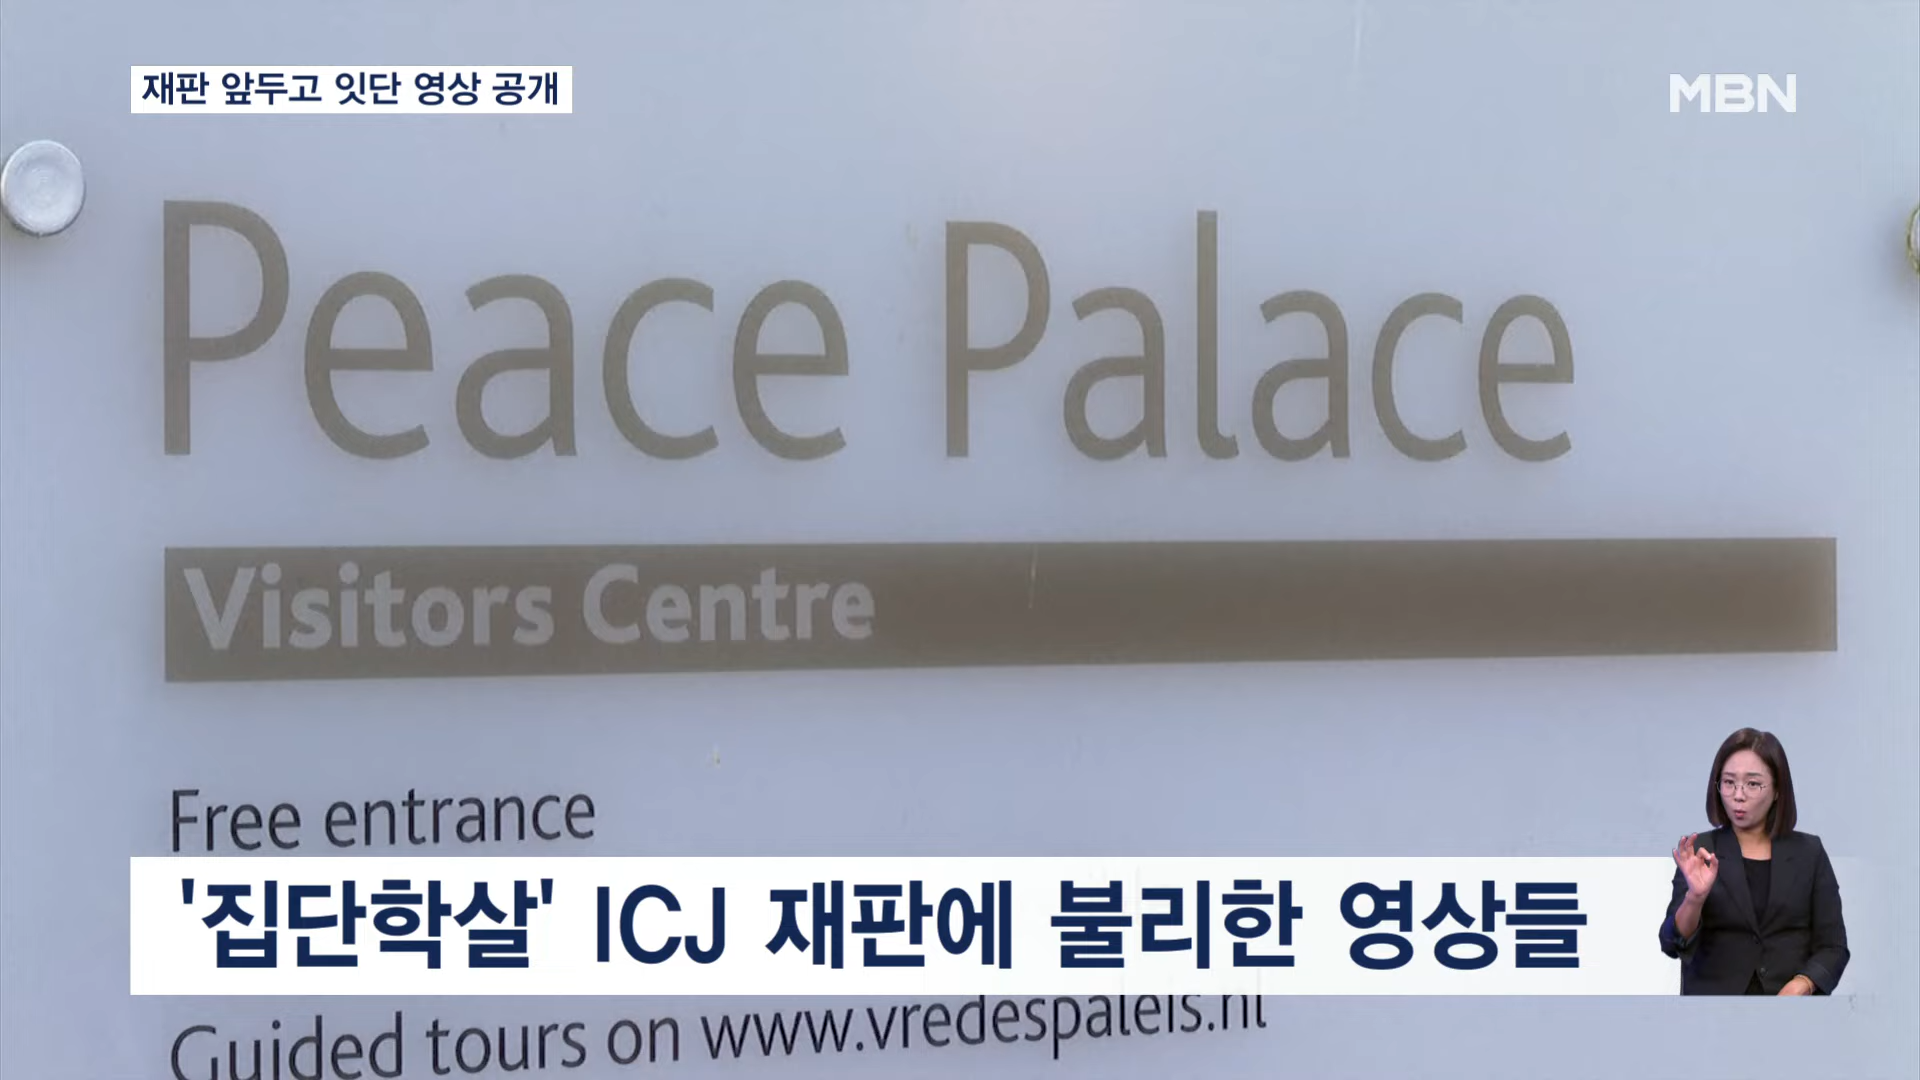 재판 앞두고 잇단 영상 공개
MBN
Peace Palace
Visitors Centre
Free entrance
'집단학살' ICJ 재판에 불리한 영상들
Guided tours on www.vredespaleis.nl